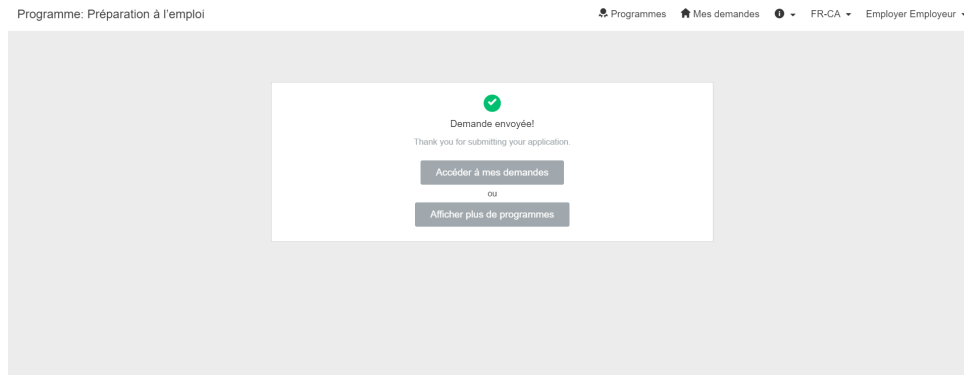 Programme: Préparation à l'emploi Programmes Mes demandes FR-CA Employer Employeur
Demande envoyée!
Thank you for submitting your application.
Accéder à mes demandes
ou
Afficher plus de programmes